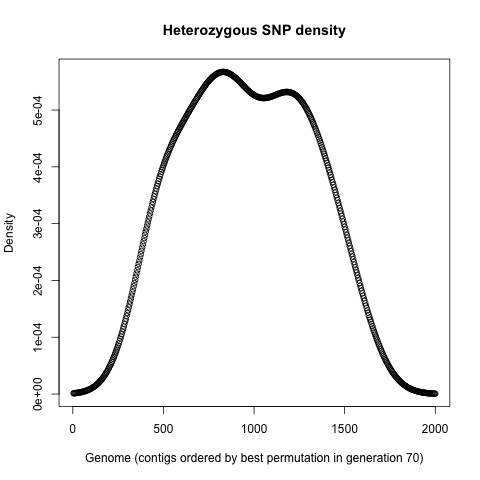 Heterozygous SNP density
Density
5e-04
4e-04
3e-04
2e-04
1e-04
0e+00
0 500 1000 1500 2000
Genome (contigs ordered by best permutation in generation 70)